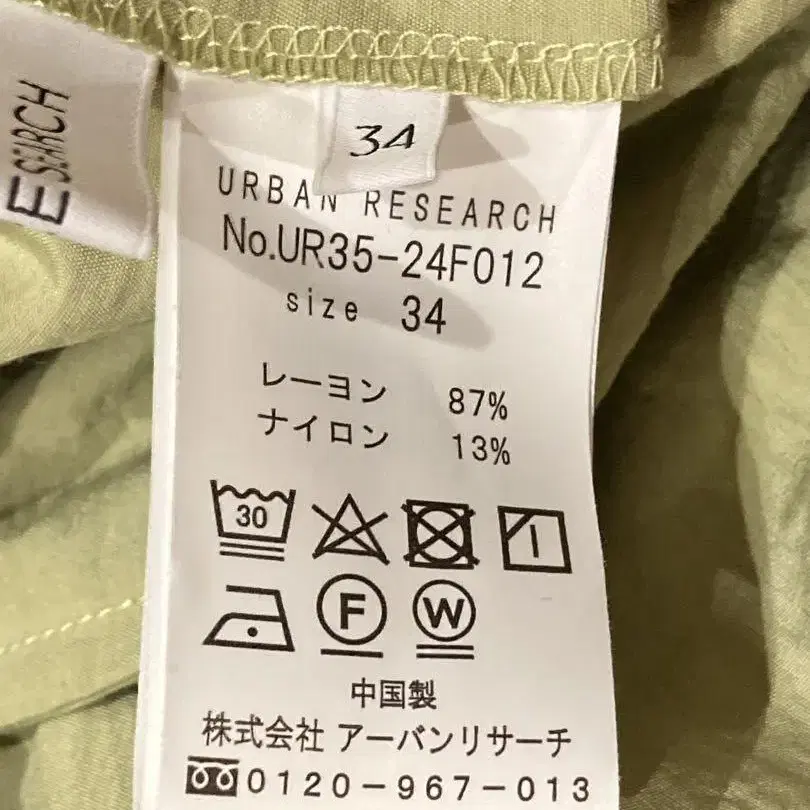 ESEARCH
34
URBAN RESEARCH
No.UR35-24F012
size 34
レーヨン 87%
ナイロン 13%
30
F W
中国製
株式会社 アーバンリサーチ
0120-967-013